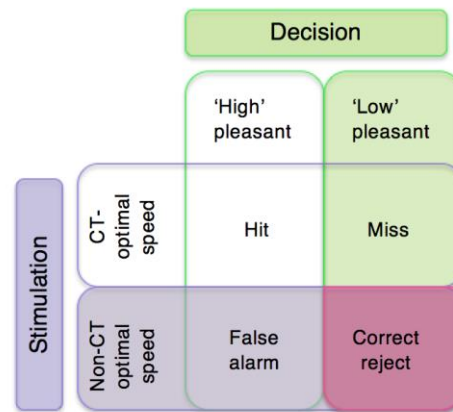 Decision
‘High’
pleasant
‘Low’
pleasant
Stimulation
CT-
optimal
speed
Hit
Miss
Non-CT
optimal
speed
False
alarm
Correct
reject